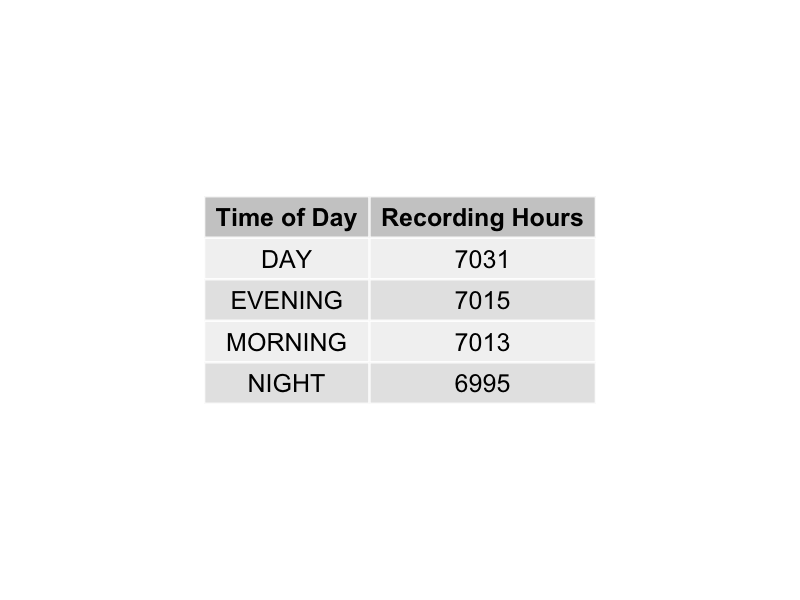 Time of Day Recording Hours
DAY 7031
EVENING 7015
MORNING 7013
NIGHT 6995